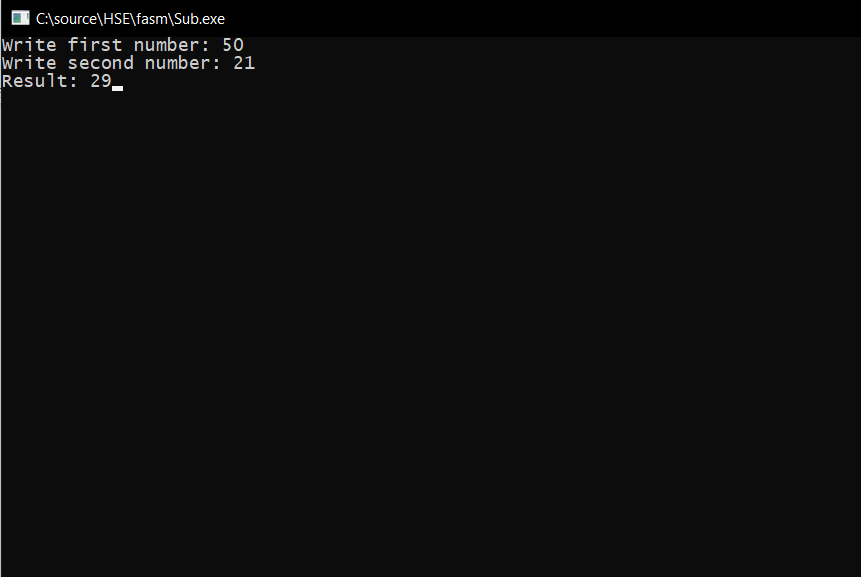 C:\source\HSE\fasm\Sub.exe
Write first number: 50
Write second number: 21
Result: 29